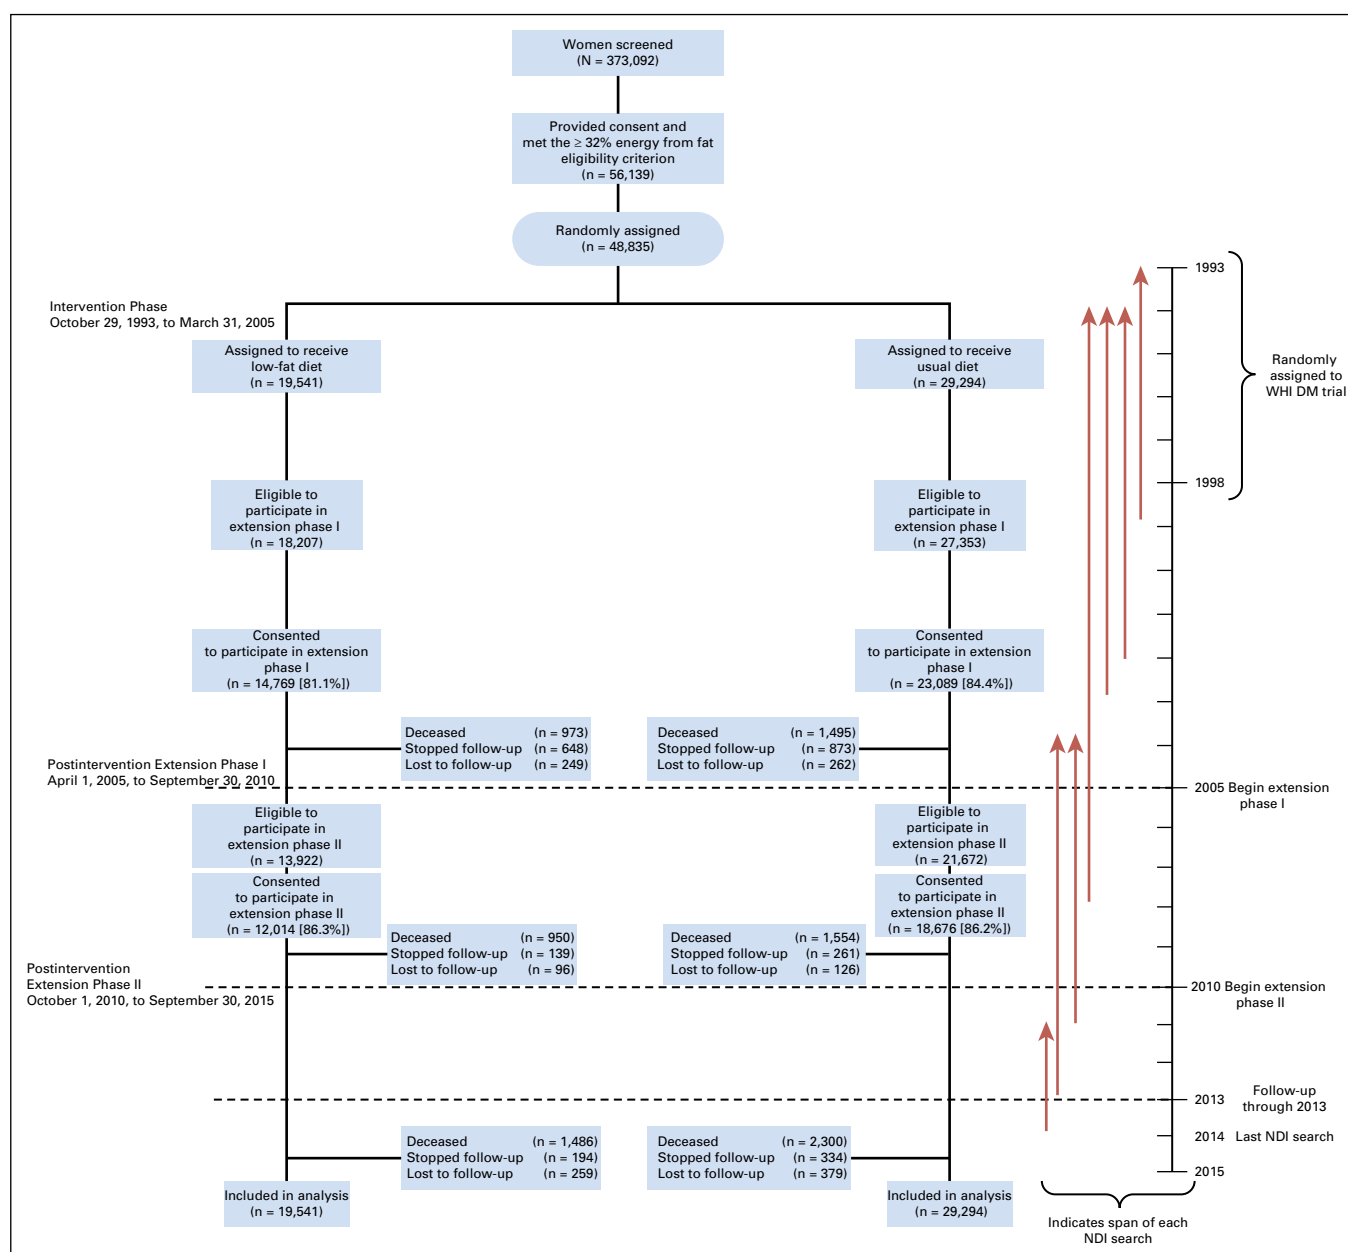 Women screened
(N = 373,092)
Provided consent and
met the ≥ 32% energy from fat
eligibility criterion
(n = 56,139)
Randomly assigned
(n = 48,835)
Intervention Phase
October 29, 1993, to March 31, 2005
Assigned to receive
low-fat diet
(n = 19,541)
Assigned to receive
usual diet
(n = 29,294)
Eligible to
participate in
extension phase I
(n = 18,207)
Eligible to
participate in
extension phase I
(n = 27,353)
Consented
to participate in extension
phase I
(n = 14,769 [81.1%])
Consented
to participate in extension
phase I
(n = 23,089 [84.4%])
Deceased (n = 973)
Stopped follow-up (n = 648)
Lost to follow-up (n = 249)
Deceased (n = 1,495)
Stopped follow-up (n = 873)
Lost to follow-up (n = 262)
Postintervention Extension Phase I
April 1, 2005, to September 30, 2010
Eligible to
participate in
extension phase II
(n = 13,922)
Eligible to
participate in
extension phase II
(n = 21,672)
Consented
to participate in
extension phase II
(n = 12,014 [86.3%])
Consented
to participate in
extension phase II
(n = 18,676 [86.2%])
Deceased (n = 950)
Stopped follow-up (n = 139)
Lost to follow-up (n = 96)
Deceased (n = 1,554)
Stopped follow-up (n = 261)
Lost to follow-up (n = 126)
Postintervention
Extension Phase II
October 1, 2010, to September 30, 2015
Deceased (n = 1,486)
Stopped follow-up (n = 194)
Lost to follow-up (n = 259)
Deceased (n = 2,300)
Stopped follow-up (n = 334)
Lost to follow-up (n = 379)
Included in analysis
(n = 19,541)
Included in analysis
(n = 29,294)
1993
Randomly
assigned to
WHI DM trial
1998
2005 Begin extension
phase I
2010 Begin extension
phase II
2013 Follow-up
through 2013
2014 Last NDI search
2015
Indicates span of each
NDI search